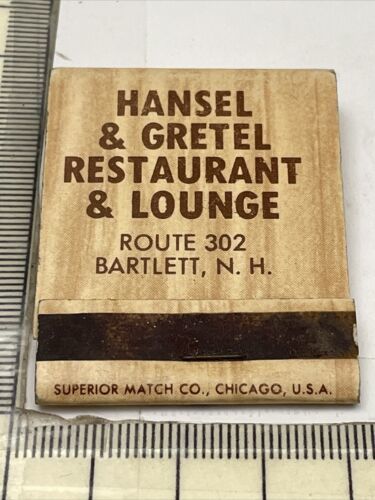 HANSEL
& GRETEL
RESTAURANT
& LOUNGE
ROUTE 302
BARTLETT, N. H.
SUPERIOR MATCH CO., CHICAGO, U.S.A.